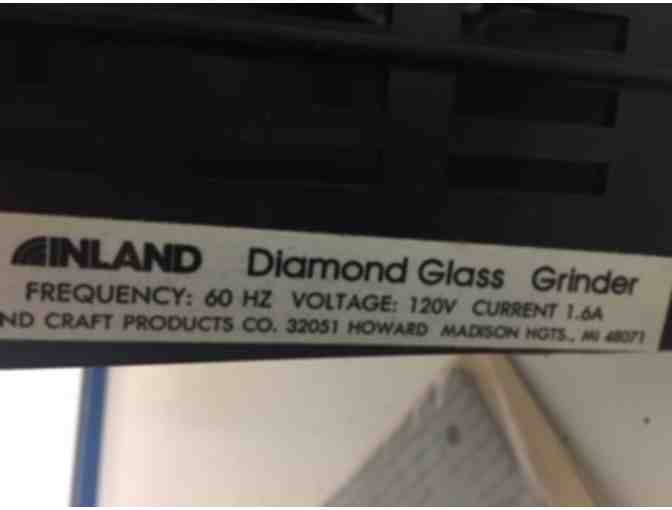 INLAND Diamond Glass Grinder
FREQUENCY: 60 HZ VOLTAGE: 120V CURRENT 1.6A
ND CRAFT PRODUCTS CO. 32051 HOWARD MADISON HGTS., MI 48071